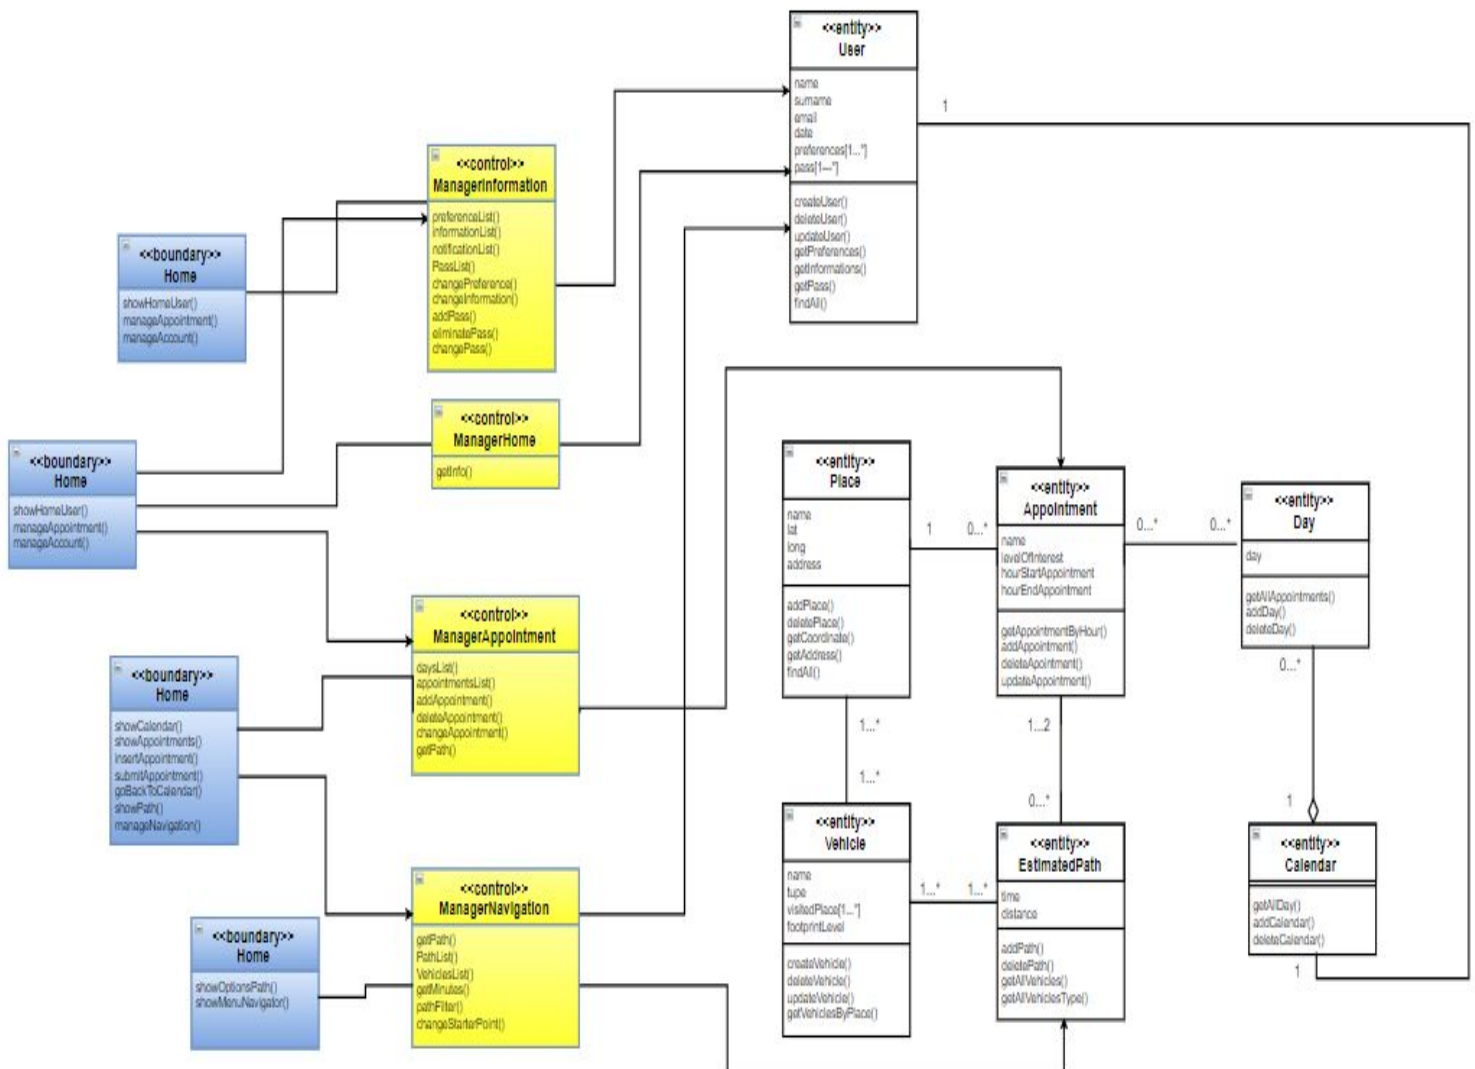 <<entity>>
User
name
surname
email
date
preferences[1..."]
pass[1---"]
createUser()
deleteUser()
updateUser()
getPreferences()
getInformations()
getPass()
findAll()
1
<<control>>
ManagerInformation
preferenceList()
informationList()
notificationList()
PassList()
changePreference()
changeInformation()
addPass()
eliminatePass()
changePass()
<<boundary>>
Home
showHomeUser()
manageAppointment()
manageAccount()
<<control>>
ManagerHome
getInfo()
<<boundary>>
Home
showHomeUser()
manageAppointment()
manageAccount()
<<entity>>
Place
name
lat
long
address
addPlace()
deletePlace()
getCoordinate()
getAddress()
findAll()
1
0...*
<<entity>>
Appointment
name
levelOfInterest
hourStartAppointment
hourEndAppointment
getAppointmentByHour()
addAppointment()
deleteApointment()
updateAppointment()
0...*
0...*
<<entity>>
Day
day
getAllAppointments()
addDay()
deleteDay()
0...*
1
<<control>>
ManagerAppointment
daysList()
appointmentsList()
addAppointment()
deleteAppointment()
changeAppointment()
getPath()
<<boundary>>
Home
showCalendar()
showAppointments()
insertAppointment()
submitAppointment()
goBackToCalendar()
showPath()
manageNavigation()
1...*
1...*
1...2
0...*
<<entity>>
Vehicle
name
tupe
visitedPlace[1..."]
footprintLevel
createVehicle()
deleteVehicle()
updateVehicle()
getVehiclesByPlace()
1...*
1...*
<<entity>>
EstimatedPath
time
distance
addPath()
deletePath()
getAllVehicles()
getAllVehiclesType()
<<entity>>
Calendar
getAllDay()
addCalendar()
deleteCalendar()
1
<<control>>
ManagerNavigation
getPath()
PathList()
VehiclesList()
getMinutes()
pathFilter()
changeStarterPoint()
<<boundary>>
Home
showOptionsPath()
showMenuNavigator()